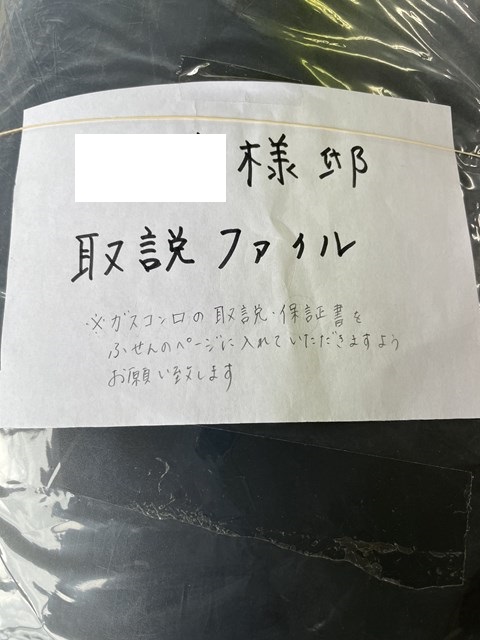 様邸
取説ファイル
※ガスコンロの取説・保証書を
ふせんのページに入れていただきますよう
お願い致します